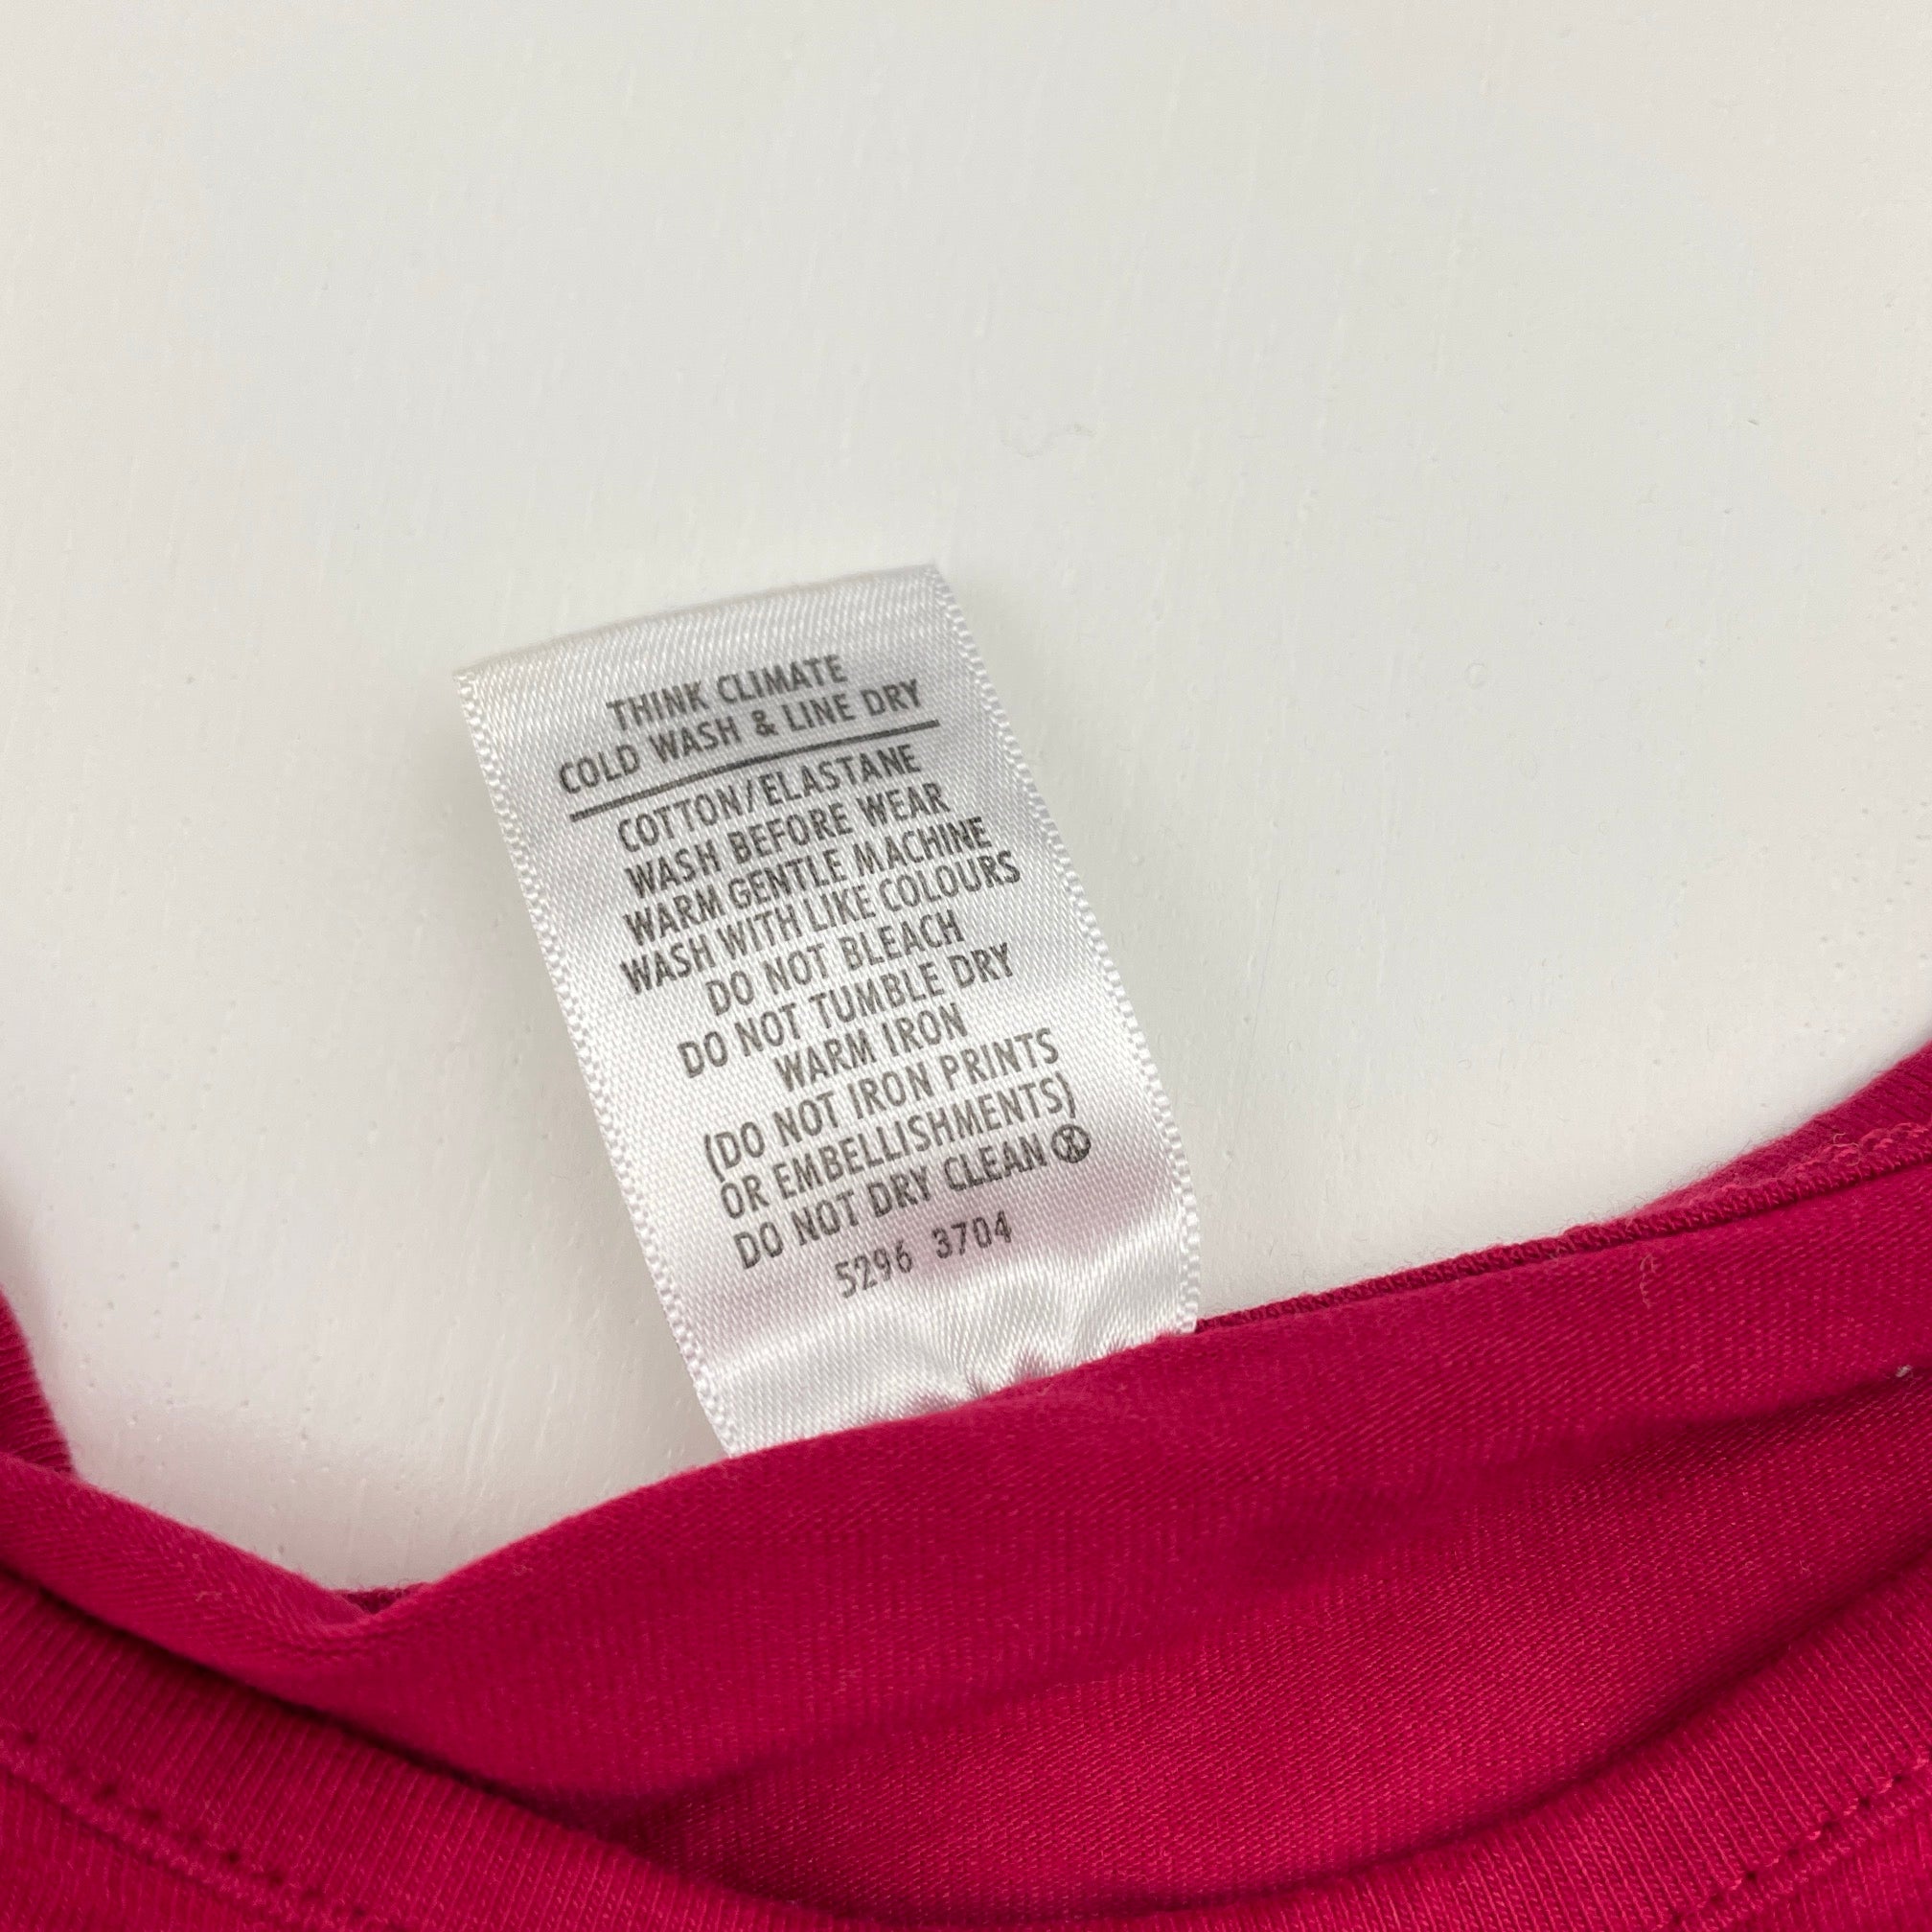 THINK CLIMATE
COLD WASH & LINE DRY
COTTON/ELASTANE
WASH BEFORE WEAR
WARM GENTLE MACHINE
WASH WITH LIKE COLOURS
DO NOT BLEACH
DO NOT TUMBLE DRY
WARM IRON
(DO NOT IRON PRINTS
OR EMBELLISHMENTS)
DO NOT DRY CLEAN
5296 3704